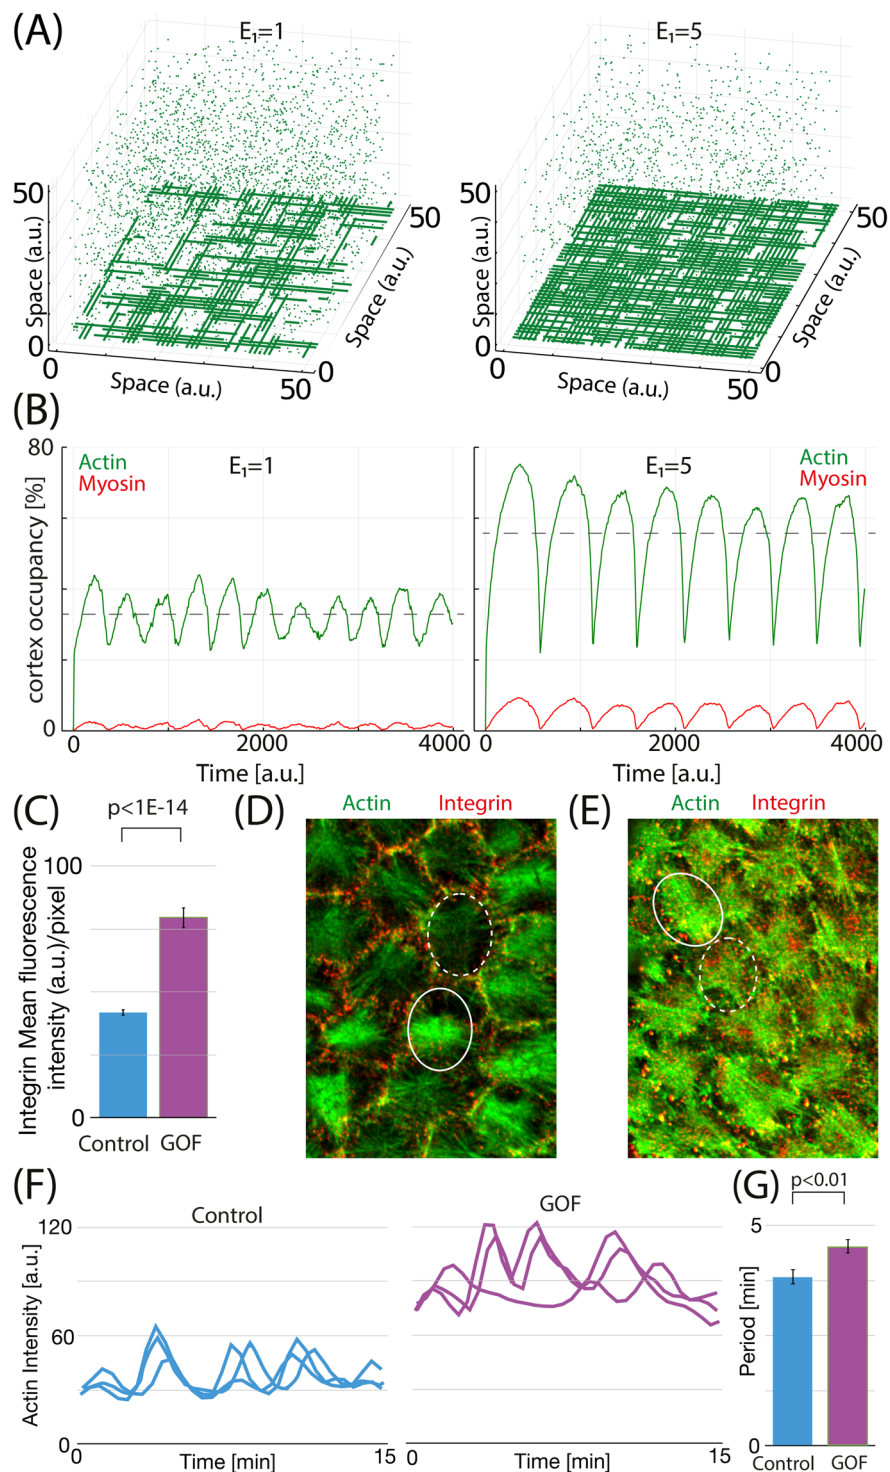 (A)
E₁=1
E₁=5
50
Space (a.u.)
0
Space (a.u.)
50
0
Space (a.u.)
50
50
Space (a.u.)
0
Space (a.u.)
50
0
Space (a.u.)
50
(B)
80
cortex occupancy [%]
0
Actin
Myosin
E₁=1
E₁=5
Actin
Myosin
0
2000
4000
0
2000
4000
Time [a.u.]
Time [a.u.]
(C)
p<1E-14
Integrin Mean fluorescence
intensity (a.u.)/pixel
100
0
Control
GOF
(D)
Actin
Integrin
(E)
Actin
Integrin
(F)
Control
GOF
Actin Intensity [a.u.]
120
60
0
0
Time [min]
15
0
Time [min]
15
(G)
p<0.01
Period [min]
5
0
Control
GOF